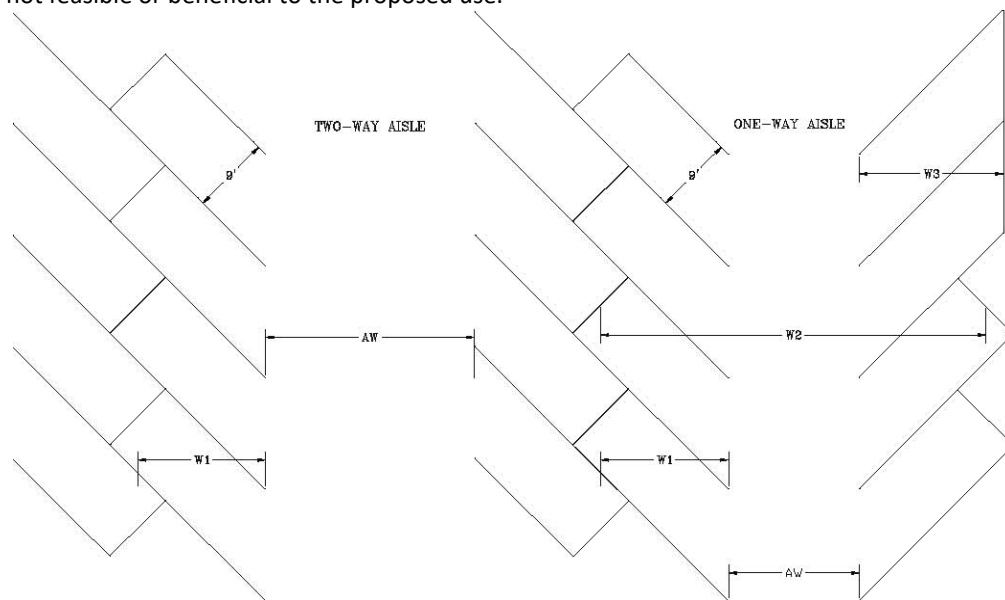 not feasible or beneficial to the proposed use.
TWO-WAY AISLE
ONE-WAY AISLE
9'
9'
W3
AW
W2
W1
W1
AW